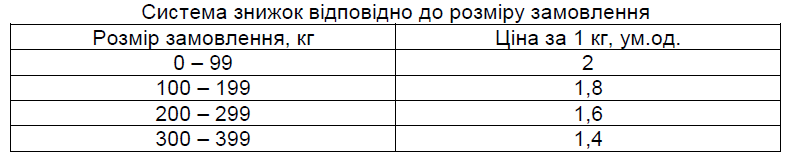 Система знижок відповідно до розміру замовлення
Розмір замовлення, кг Ціна за 1 кг, ум.од.
0 – 99 2
100 – 199 1,8
200 – 299 1,6
300 – 399 1,4